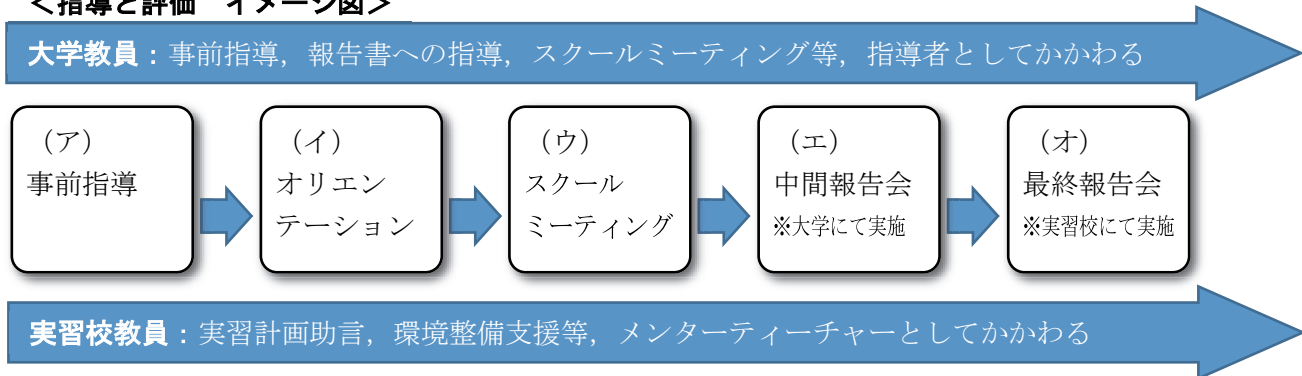 <指導と評価 イメージ図>
大学教員：事前指導，報告書への指導，スクールミーティング等，指導者としてかかわる
（ア）
事前指導
（イ）
オリエン
テーション
（ウ）
スクール
ミーティング
（エ）
中間報告会
※大学にて実施
（オ）
最終報告会
※実習校にて実施
実習校教員：実習計画助言，環境整備支援等，メンターティーチャーとしてかかわる